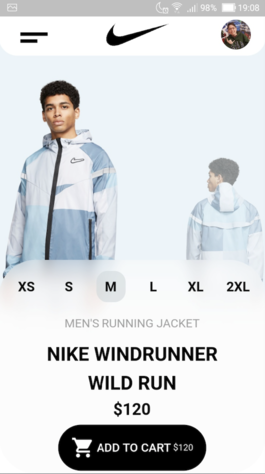 98% 19:08
XS S M L XL 2XL
MEN'S RUNNING JACKET
NIKE WINDRUNNER
WILD RUN
$120
ADD TO CART $120